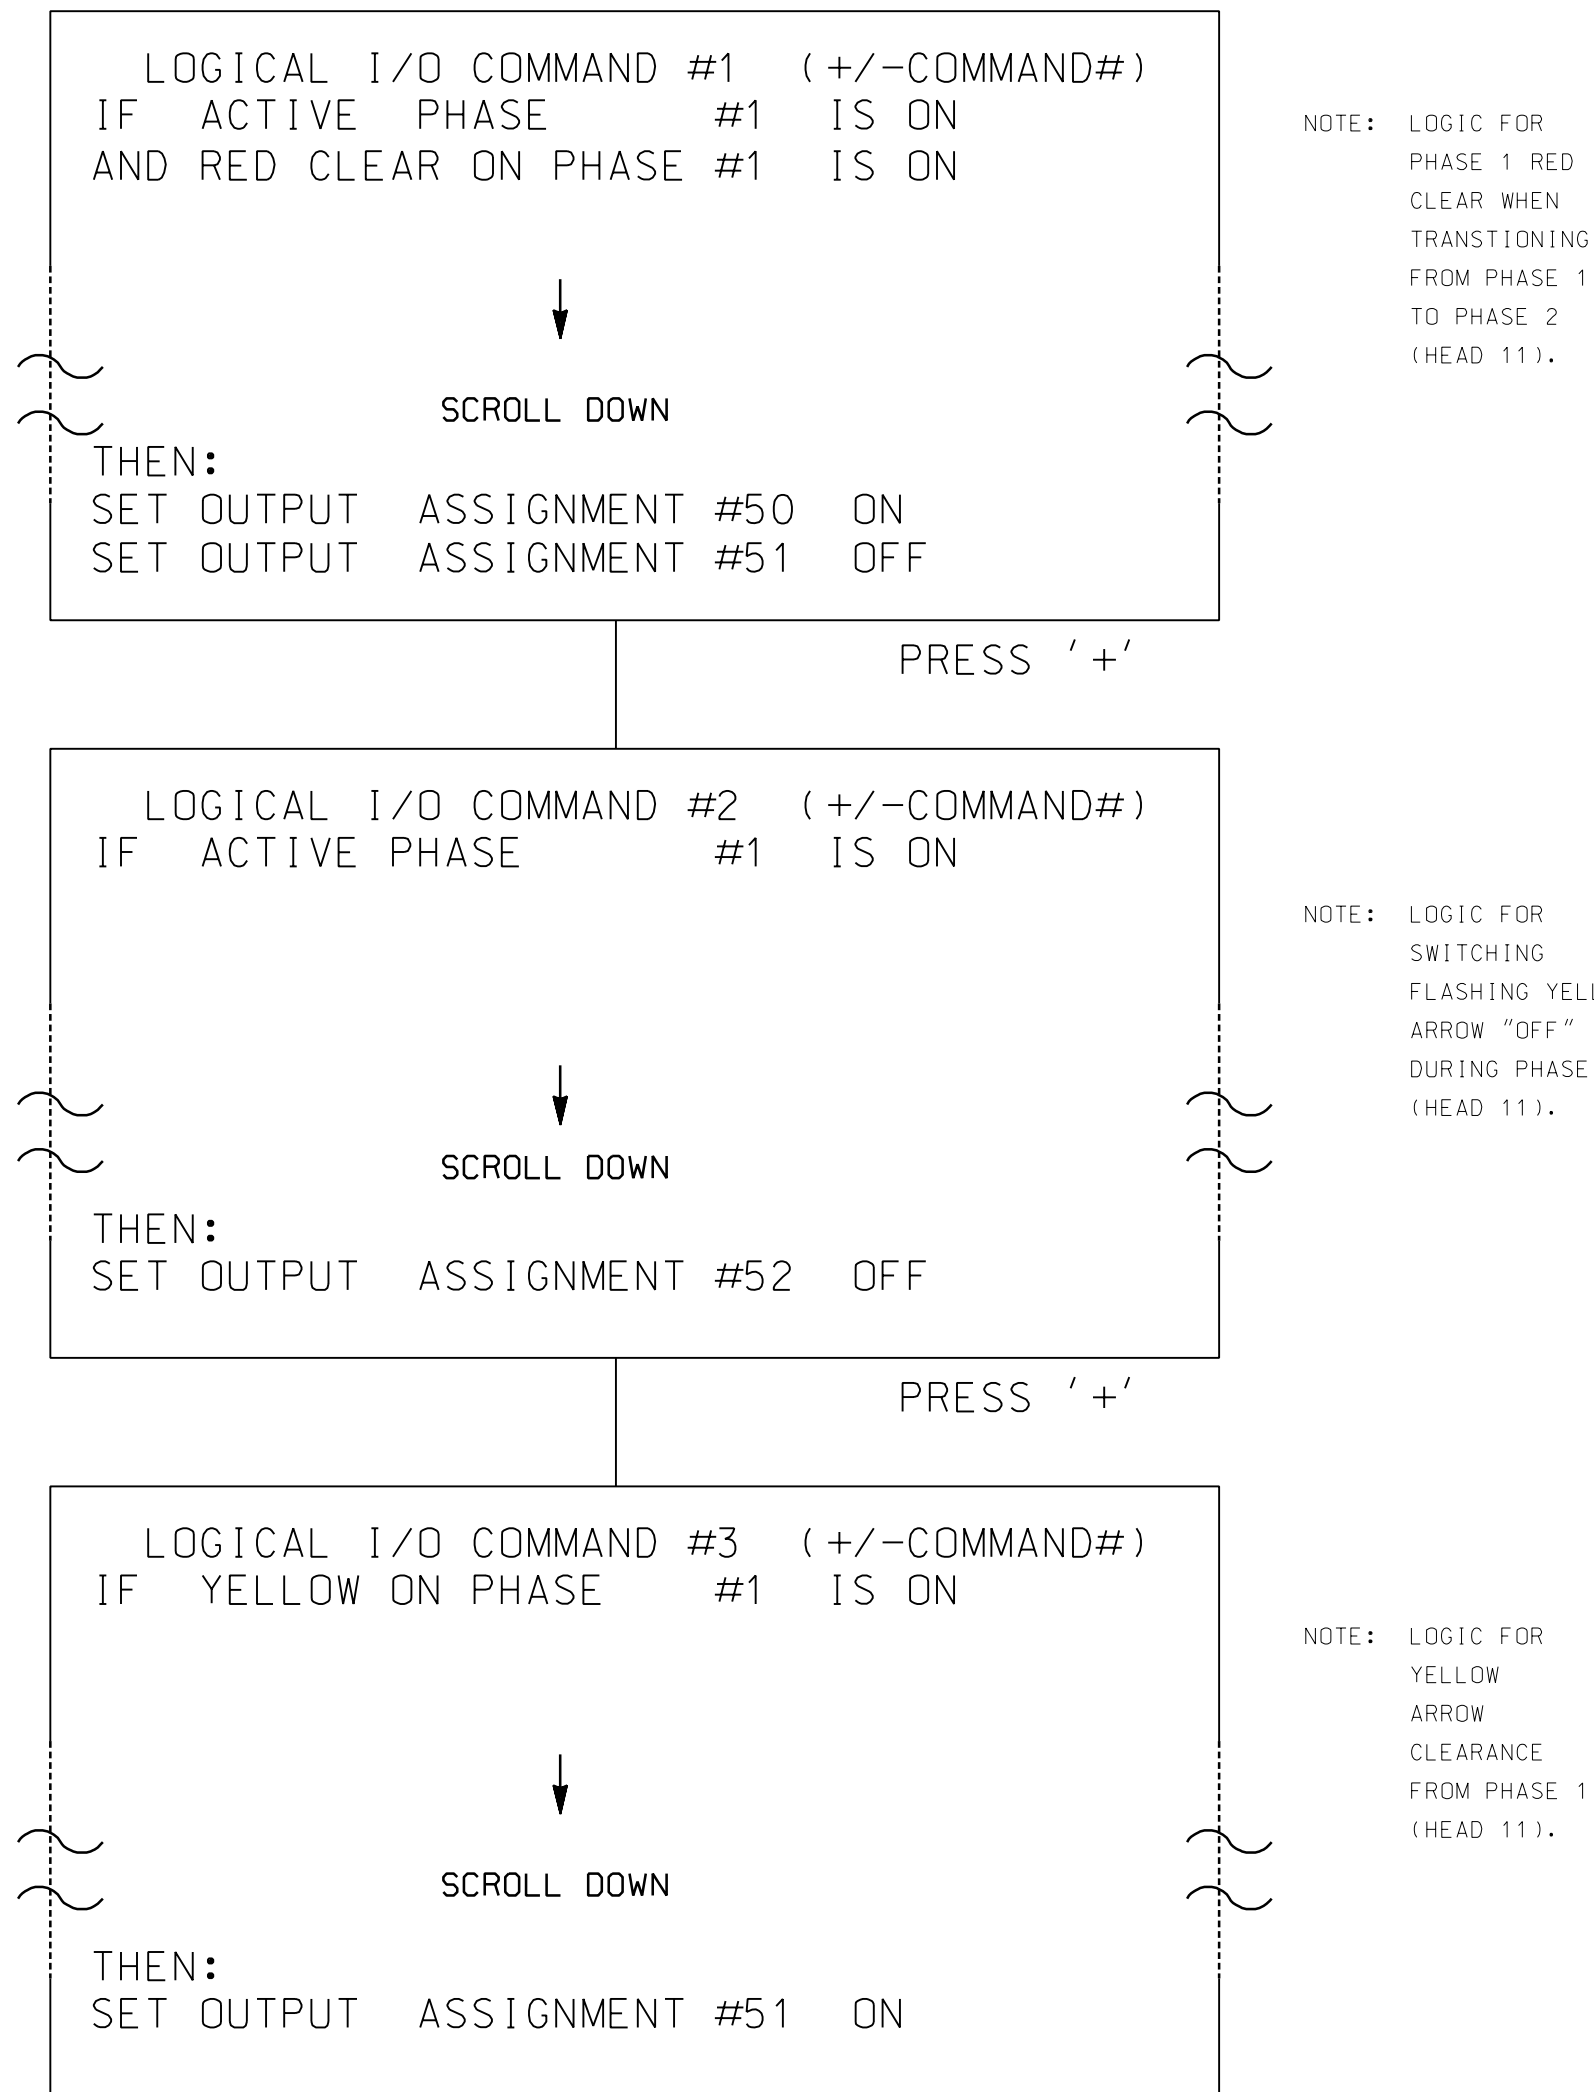 LOGICAL I/O COMMAND #1 (+/-COMMAND#)
IF ACTIVE PHASE #1 IS ON
AND RED CLEAR ON PHASE #1 IS ON
SCROLL DOWN
THEN:
SET OUTPUT ASSIGNMENT #50 ON
SET OUTPUT ASSIGNMENT #51 OFF
NOTE: LOGIC FOR
PHASE 1 RED
CLEAR WHEN
TRANSTIONING
FROM PHASE 1
TO PHASE 2
(HEAD 11).
PRESS '+'
LOGICAL I/O COMMAND #2 (+/-COMMAND#)
IF ACTIVE PHASE #1 IS ON
SCROLL DOWN
THEN:
SET OUTPUT ASSIGNMENT #52 OFF
NOTE: LOGIC FOR
SWITCHING
FLASHING
ARROW "OFF"
DURING PHASE
(HEAD 11).
PRESS '+'
LOGICAL I/O COMMAND #3 (+/-COMMAND#)
IF YELLOW ON PHASE #1 IS ON
SCROLL DOWN
THEN:
SET OUTPUT ASSIGNMENT #51 ON
NOTE: LOGIC FOR
YELLOW
ARROW
CLEARANCE
FROM PHASE 1
(HEAD 11).